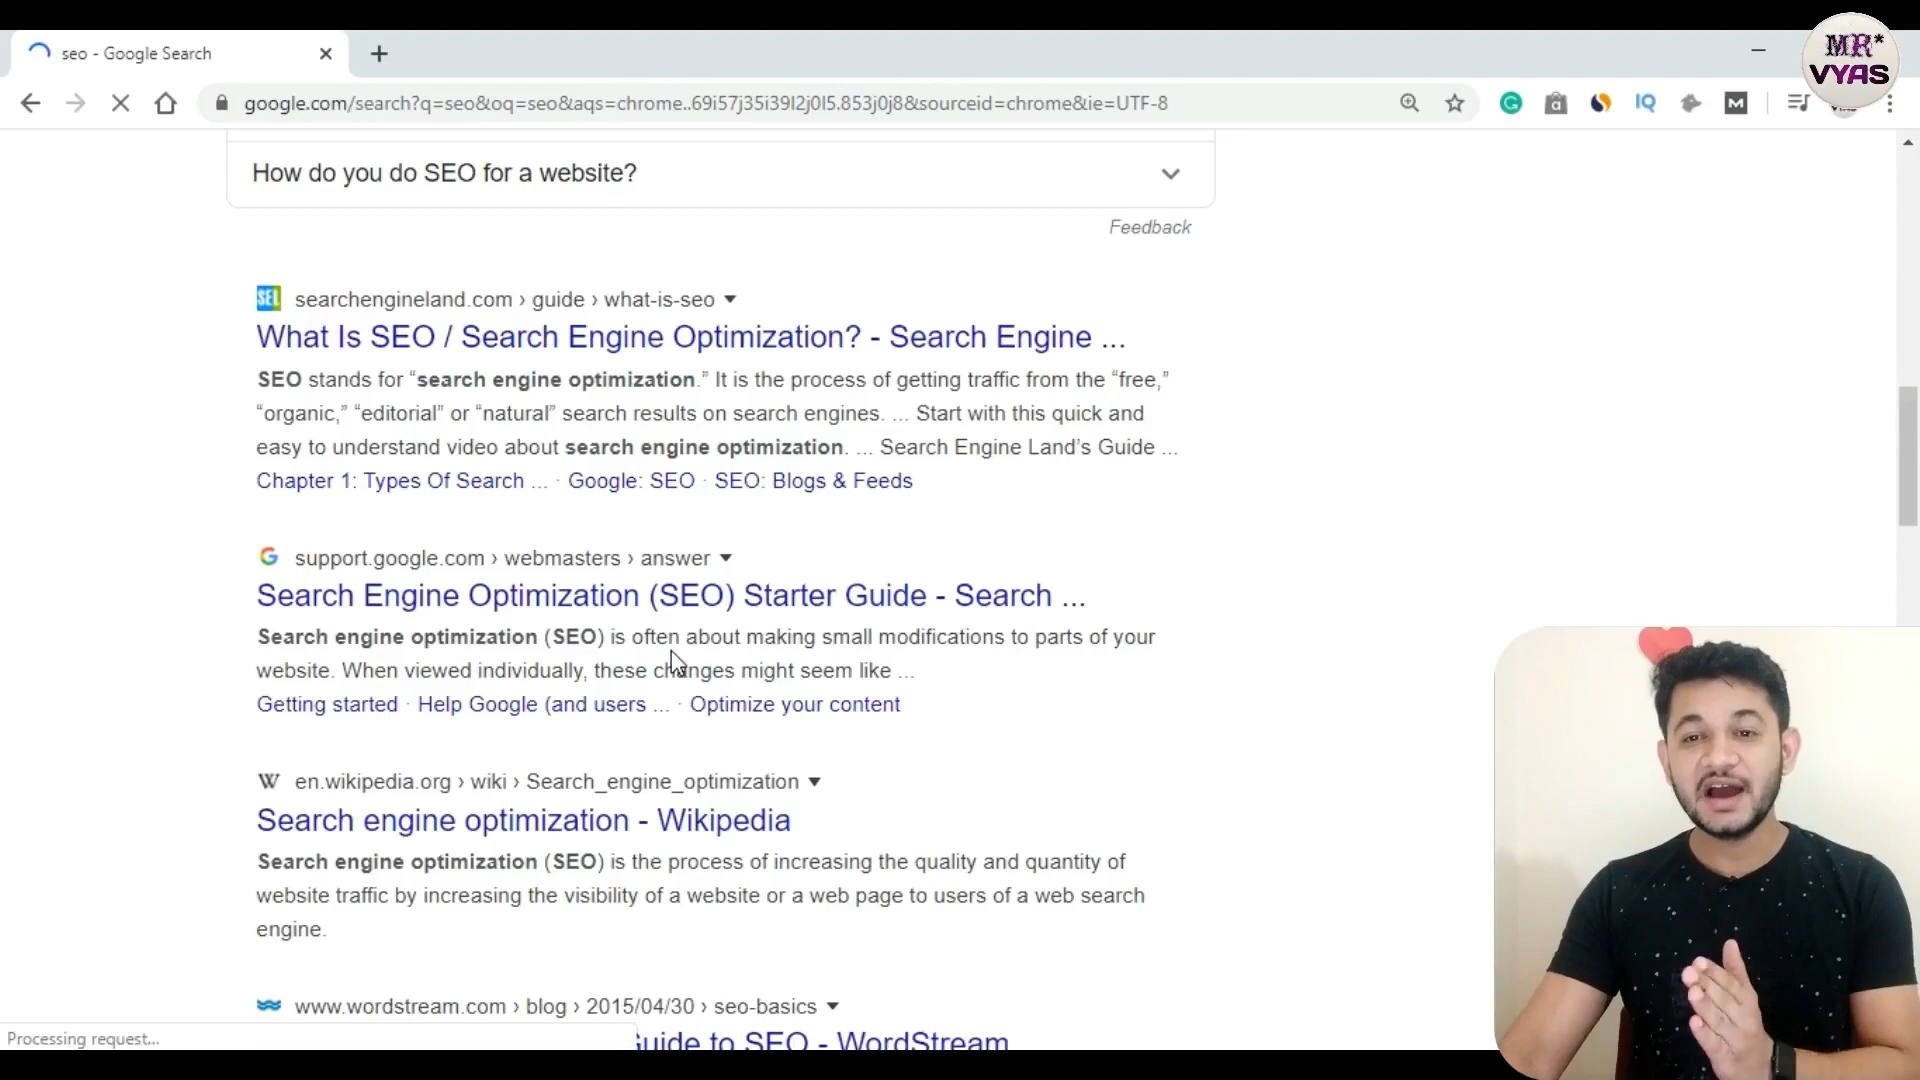 seo - Google Search
MR*
VYAS
google.com/search?q=seo&oq=seo&aqs=chrome..69i57j35i39l2j0l5.853j0j8&sourceid=chrome&ie=UTF-8
How do you do SEO for a website?
Feedback
SEL searchengineland.com › guide › what-is-seo
What Is SEO / Search Engine Optimization? - Search Engine ...
SEO stands for “search engine optimization.” It is the process of getting traffic from the “free,”
“organic,” “editorial” or “natural” search results on search engines. ... Start with this quick and
easy to understand video about search engine optimization. ... Search Engine Land’s Guide ...
Chapter 1: Types Of Search ... · Google: SEO · SEO: Blogs & Feeds
support.google.com › webmasters › answer
Search Engine Optimization (SEO) Starter Guide - Search ...
Search engine optimization (SEO) is often about making small modifications to parts of your
website. When viewed individually, these changes might seem like ...
Getting started · Help Google (and users ... · Optimize your content
W en.wikipedia.org › wiki › Search_engine_optimization
Search engine optimization - Wikipedia
Search engine optimization (SEO) is the process of increasing the quality and quantity of
website traffic by increasing the visibility of a website or a web page to users of a web search
engine.
www.wordstream.com › blog › 2015/04/30 › seo-basics
Guide to SEO - WordStream
Processing request...